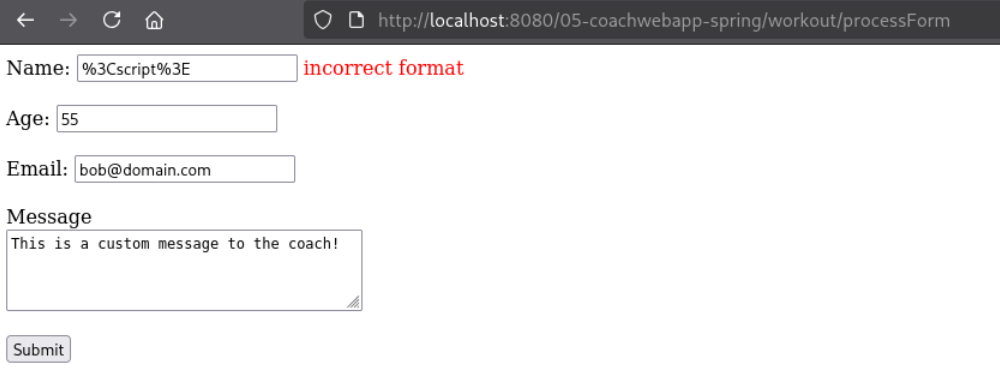 http://localhost:8080/05-coachwebapp-spring/workout/processForm
Name: %3Cscript%3E incorrect format
Age: 55
Email: bob@domain.com
Message
This is a custom message to the coach!
Submit